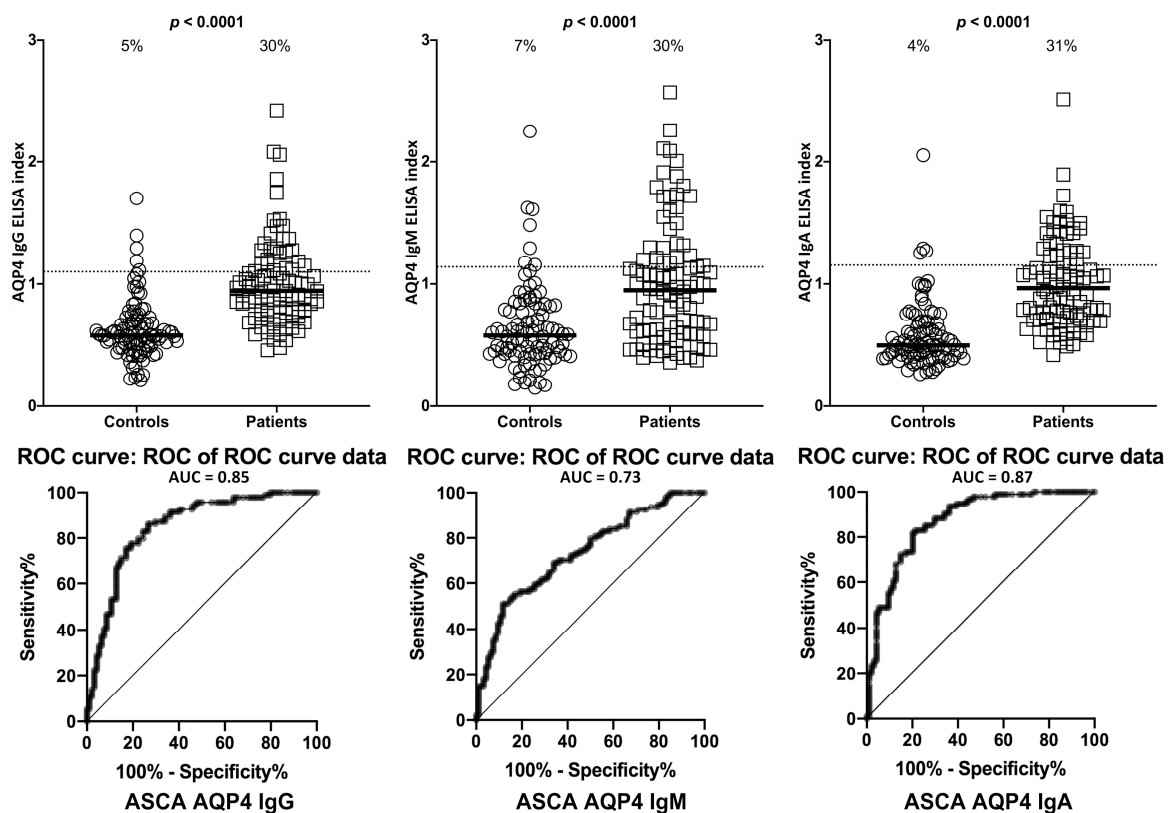 p < 0.0001
5% 30%
3
2
1
0
AQP4 IgG ELISA index
Controls Patients
p < 0.0001
7% 30%
3
2
1
0
AQP4 IgM ELISA index
Controls Patients
p < 0.0001
4% 31%
3
2
1
0
AQP4 IgA ELISA index
Controls Patients
ROC curve: ROC of ROC curve data
AUC = 0.85
100
80
60
40
20
0
Sensitivity%
0 20 40 60 80 100
100% - Specificity%
ASCA AQP4 IgG
ROC curve: ROC of ROC curve data
AUC = 0.73
100
80
60
40
20
0
Sensitivity%
0 20 40 60 80 100
100% - Specificity%
ASCA AQP4 IgM
ROC curve: ROC of ROC curve data
AUC = 0.87
100
80
60
40
20
0
Sensitivity%
0 20 40 60 80 100
100% - Specificity%
ASCA AQP4 IgA